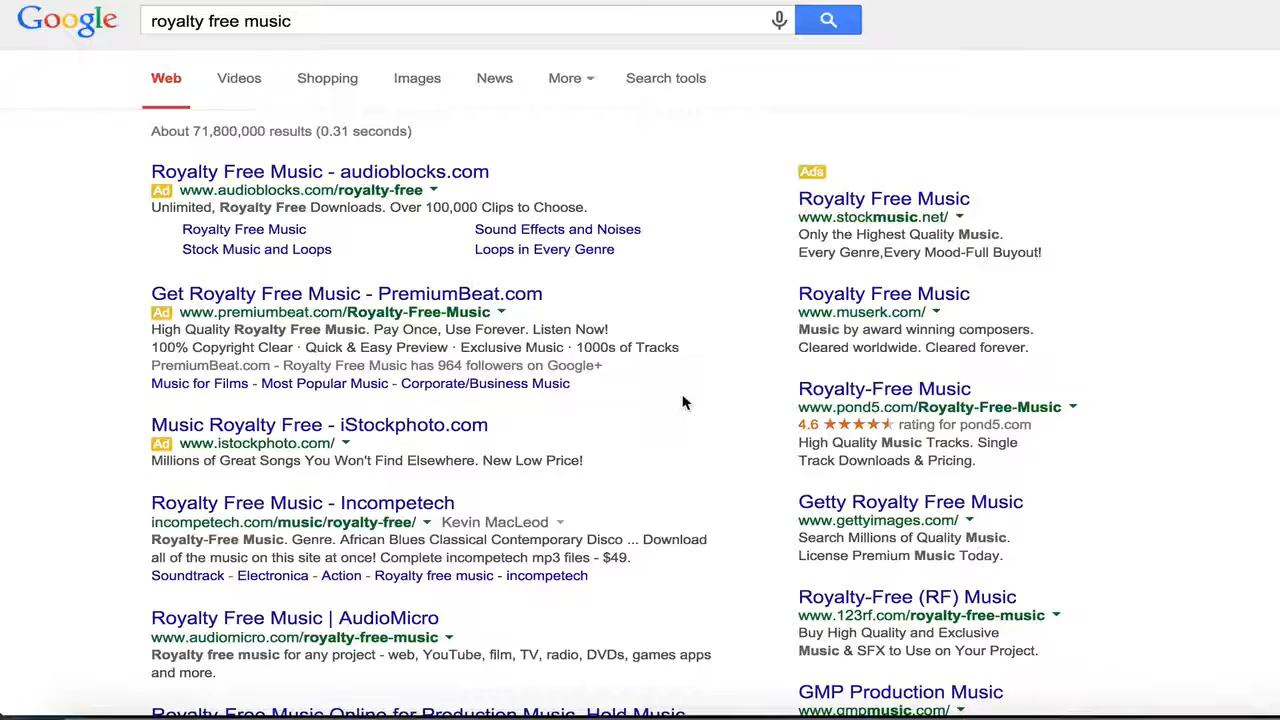 Google
royalty free music
Web Videos Shopping Images News More Search tools
About 71,800,000 results (0.31 seconds)
Royalty Free Music - audioblocks.com
Ad www.audioblocks.com/royalty-free
Unlimited, Royalty Free Downloads. Over 100,000 Clips to Choose.
Royalty Free Music Sound Effects and Noises
Stock Music and Loops Loops in Every Genre
Get Royalty Free Music - PremiumBeat.com
Ad www.premiumbeat.com/Royalty-Free-Music
High Quality Royalty Free Music. Pay Once, Use Forever. Listen Now!
100% Copyright Clear · Quick & Easy Preview · Exclusive Music · 1000s of Tracks
PremiumBeat.com - Royalty Free Music has 964 followers on Google+
Music for Films - Most Popular Music - Corporate/Business Music
Music Royalty Free - iStockphoto.com
Ad www.istockphoto.com/
Millions of Great Songs You Won't Find Elsewhere. New Low Price!
Royalty Free Music - Incompetech
incompetech.com/music/royalty-free/ Kevin MacLeod
Royalty-Free Music. Genre. African Blues Classical Contemporary Disco ... Download
all of the music on this site at once! Complete incompetech mp3 files - $49.
Soundtrack - Electronica - Action - Royalty free music - incompetech
Royalty Free Music | AudioMicro
www.audiomicro.com/royalty-free-music
Royalty free music for any project - web, YouTube, film, TV, radio, DVDs, games apps
and more.
Royalty Free Music Online for Production Music, Hold Music
Ads
Royalty Free Music
www.stockmusic.net/
Only the Highest Quality Music.
Every Genre,Every Mood-Full Buyout!
Royalty Free Music
www.muserk.com/
Music by award winning composers.
Cleared worldwide. Cleared forever.
Royalty-Free Music
www.pond5.com/Royalty-Free-Music
4.6 ★★★★★ rating for pond5.com
High Quality Music Tracks. Single
Track Downloads & Pricing.
Getty Royalty Free Music
www.gettyimages.com/
Search Millions of Quality Music.
License Premium Music Today.
Royalty-Free (RF) Music
www.123rf.com/royalty-free-music
Buy High Quality and Exclusive
Music & SFX to Use on Your Project.
GMP Production Music
www.gmpmusic.com/